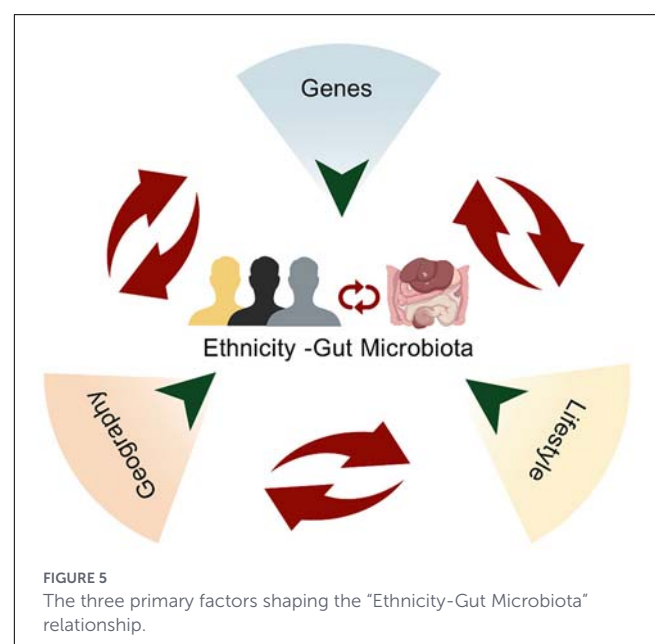 Genes
Ethnicity -Gut Microbiota
Geography
Lifestyle
FIGURE 5
The three primary factors shaping the “Ethnicity-Gut Microbiota”
relationship.